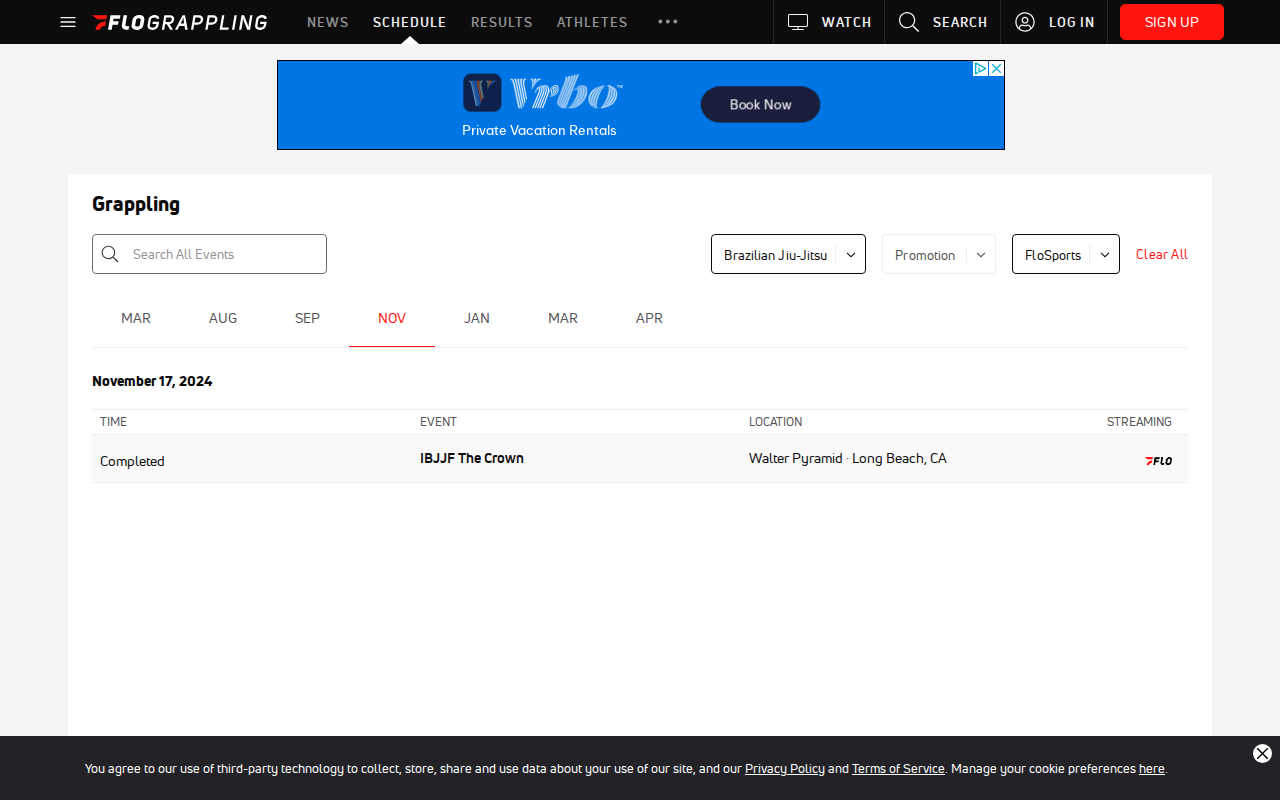 FLOGRAPPLING NEWS SCHEDULE RESULTS ATHLETES WATCH SEARCH LOG IN SIGN UP
V Vrbo™
Private Vacation Rentals
Book Now
Grappling
Search All Events Brazilian Jiu-Jitsu Promotion FloSports Clear All
MAR AUG SEP NOV JAN MAR APR
November 17, 2024
TIME EVENT LOCATION STREAMING
Completed IBJJF The Crown Walter Pyramid · Long Beach, CA FLO
You agree to our use of third-party technology to collect, store, share and use data about your use of our site, and our Privacy Policy and Terms of Service. Manage your cookie preferences here.